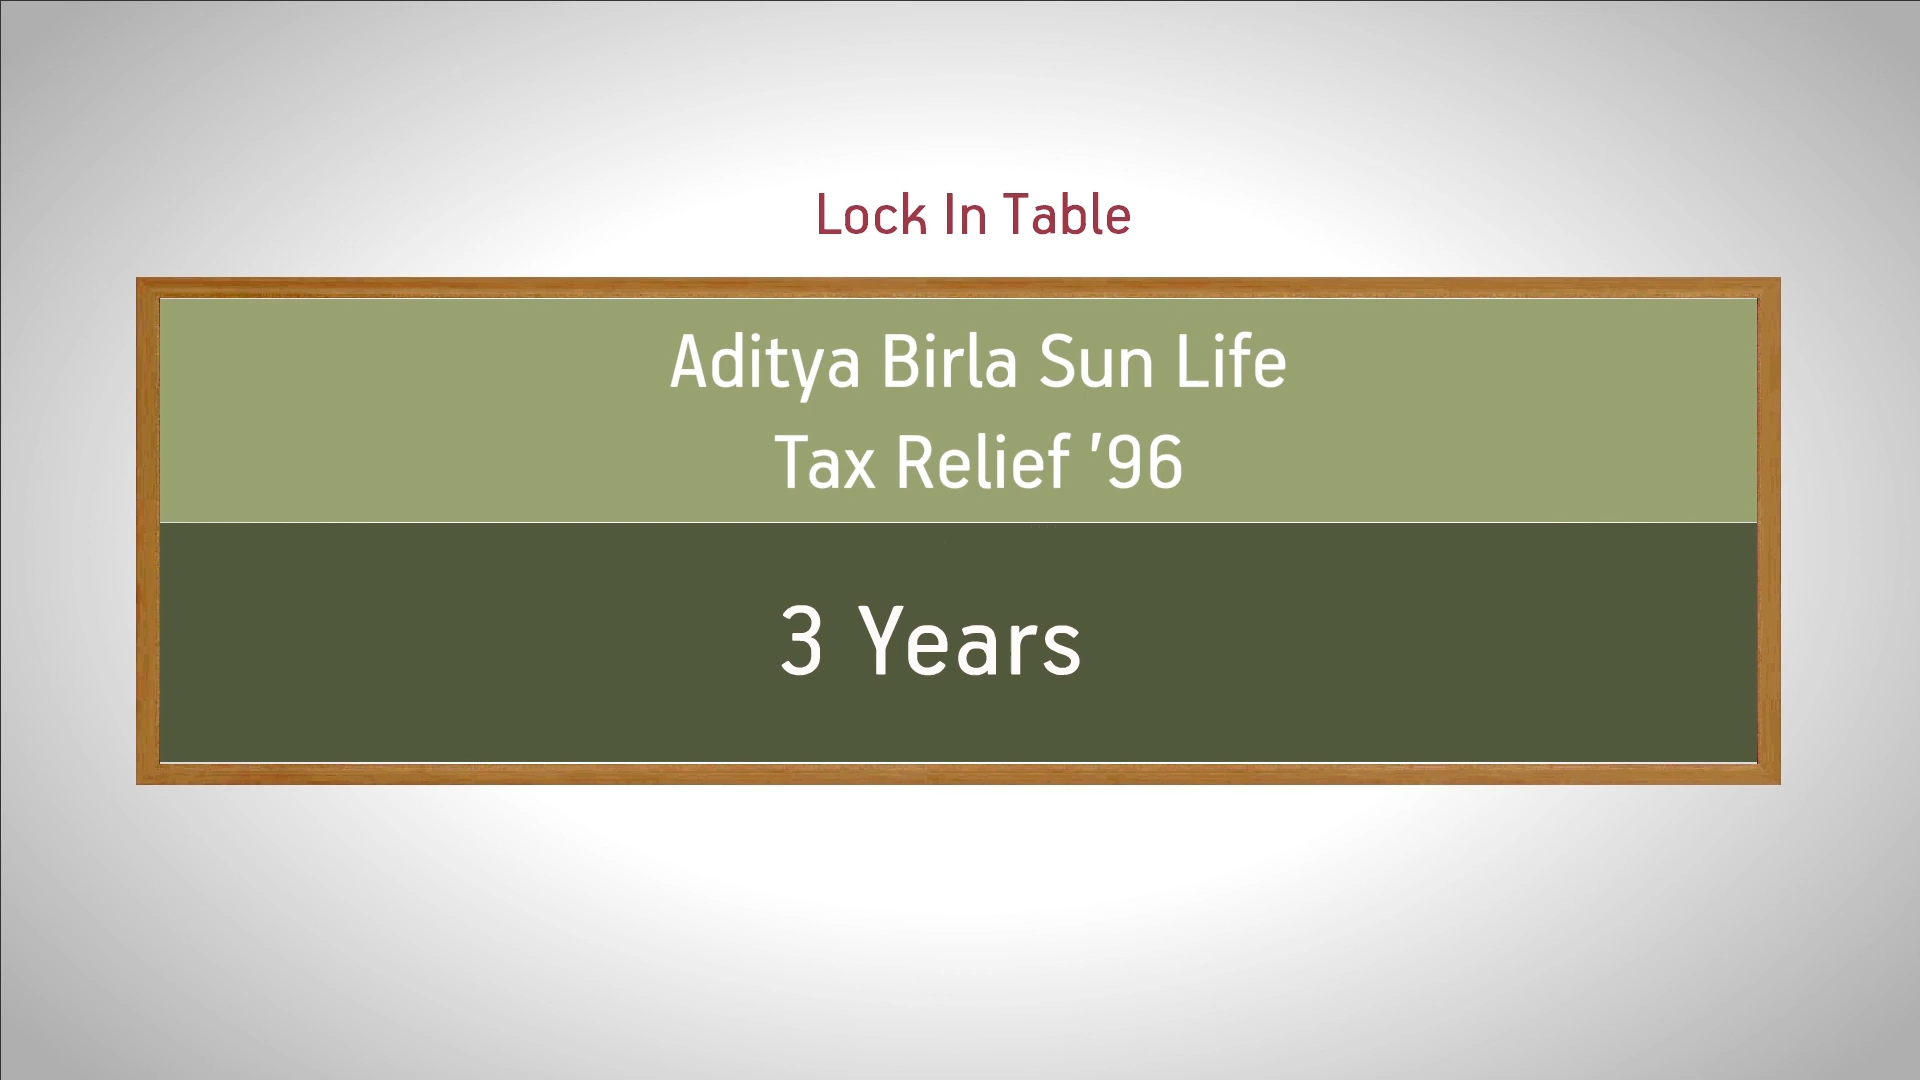 Lock In Table
Aditya Birla Sun Life
Tax Relief '96
3 Years